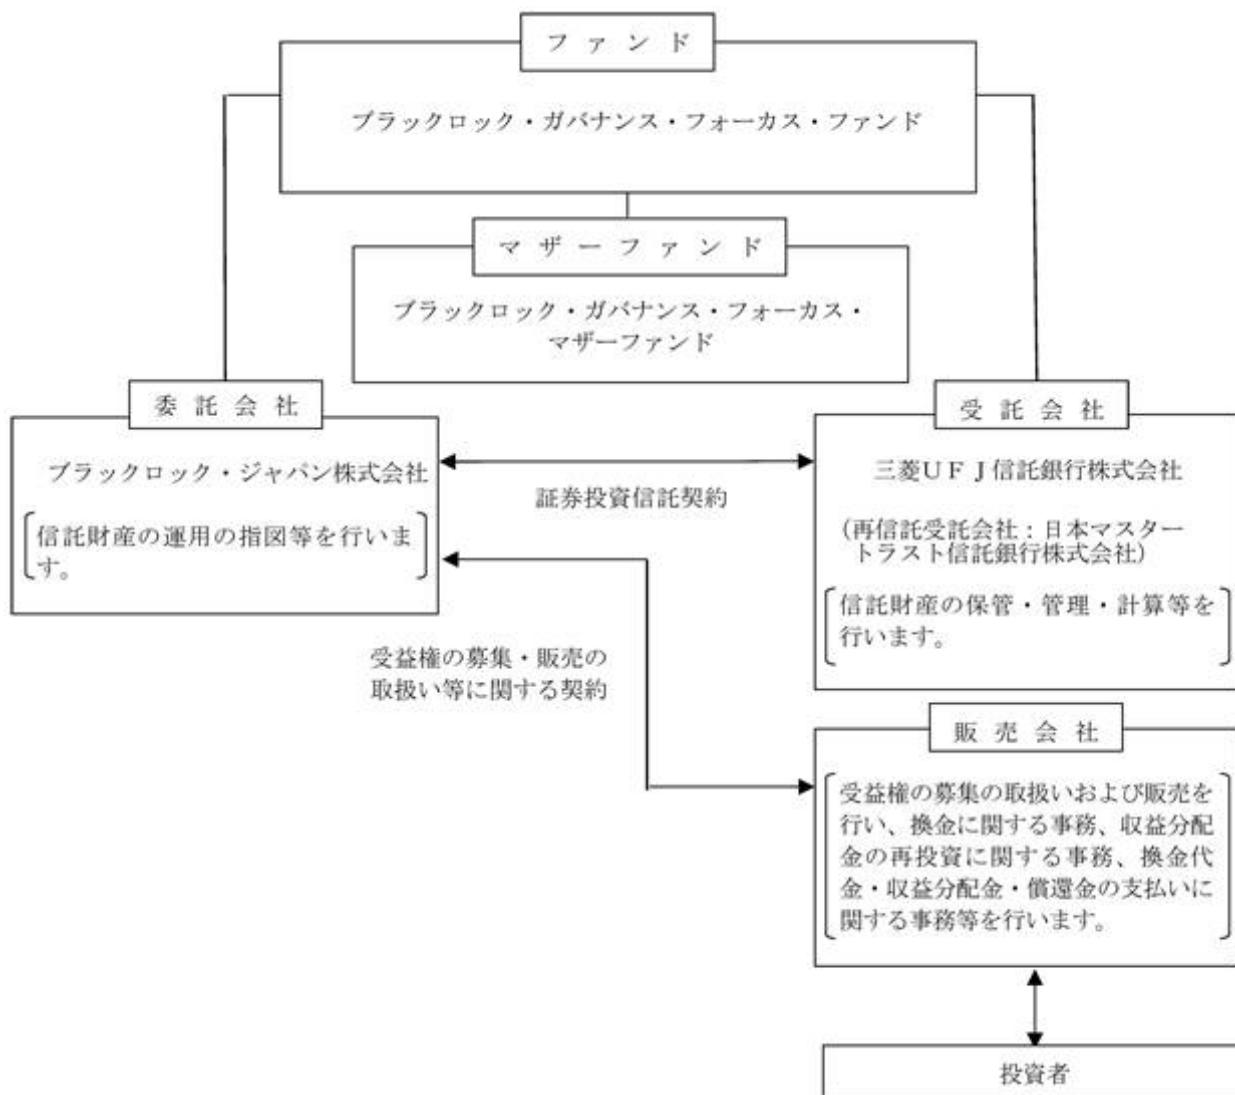 ファンド
ブラックロック・ガバナンス・フォーカス・ファンド
マザーファンド
ブラックロック・ガバナンス・フォーカス・
マザーファンド
委託会社
ブラックロック・ジャパン株式会社
信託財産の運用の指図等を行いま
す。
証券投資信託契約
受益権の募集・販売の
取扱い等に関する契約
受託会社
三菱ＵＦＪ信託銀行株式会社
(再信託受託会社：日本マスター
トラスト信託銀行株式会社)
信託財産の保管・管理・計算等を
行います。
販売会社
受益権の募集の取扱いおよび販売を
行い、換金に関する事務、収益分配
金の再投資に関する事務、換金代
金・収益分配金・償還金の支払いに
関する事務等を行います。
投資者